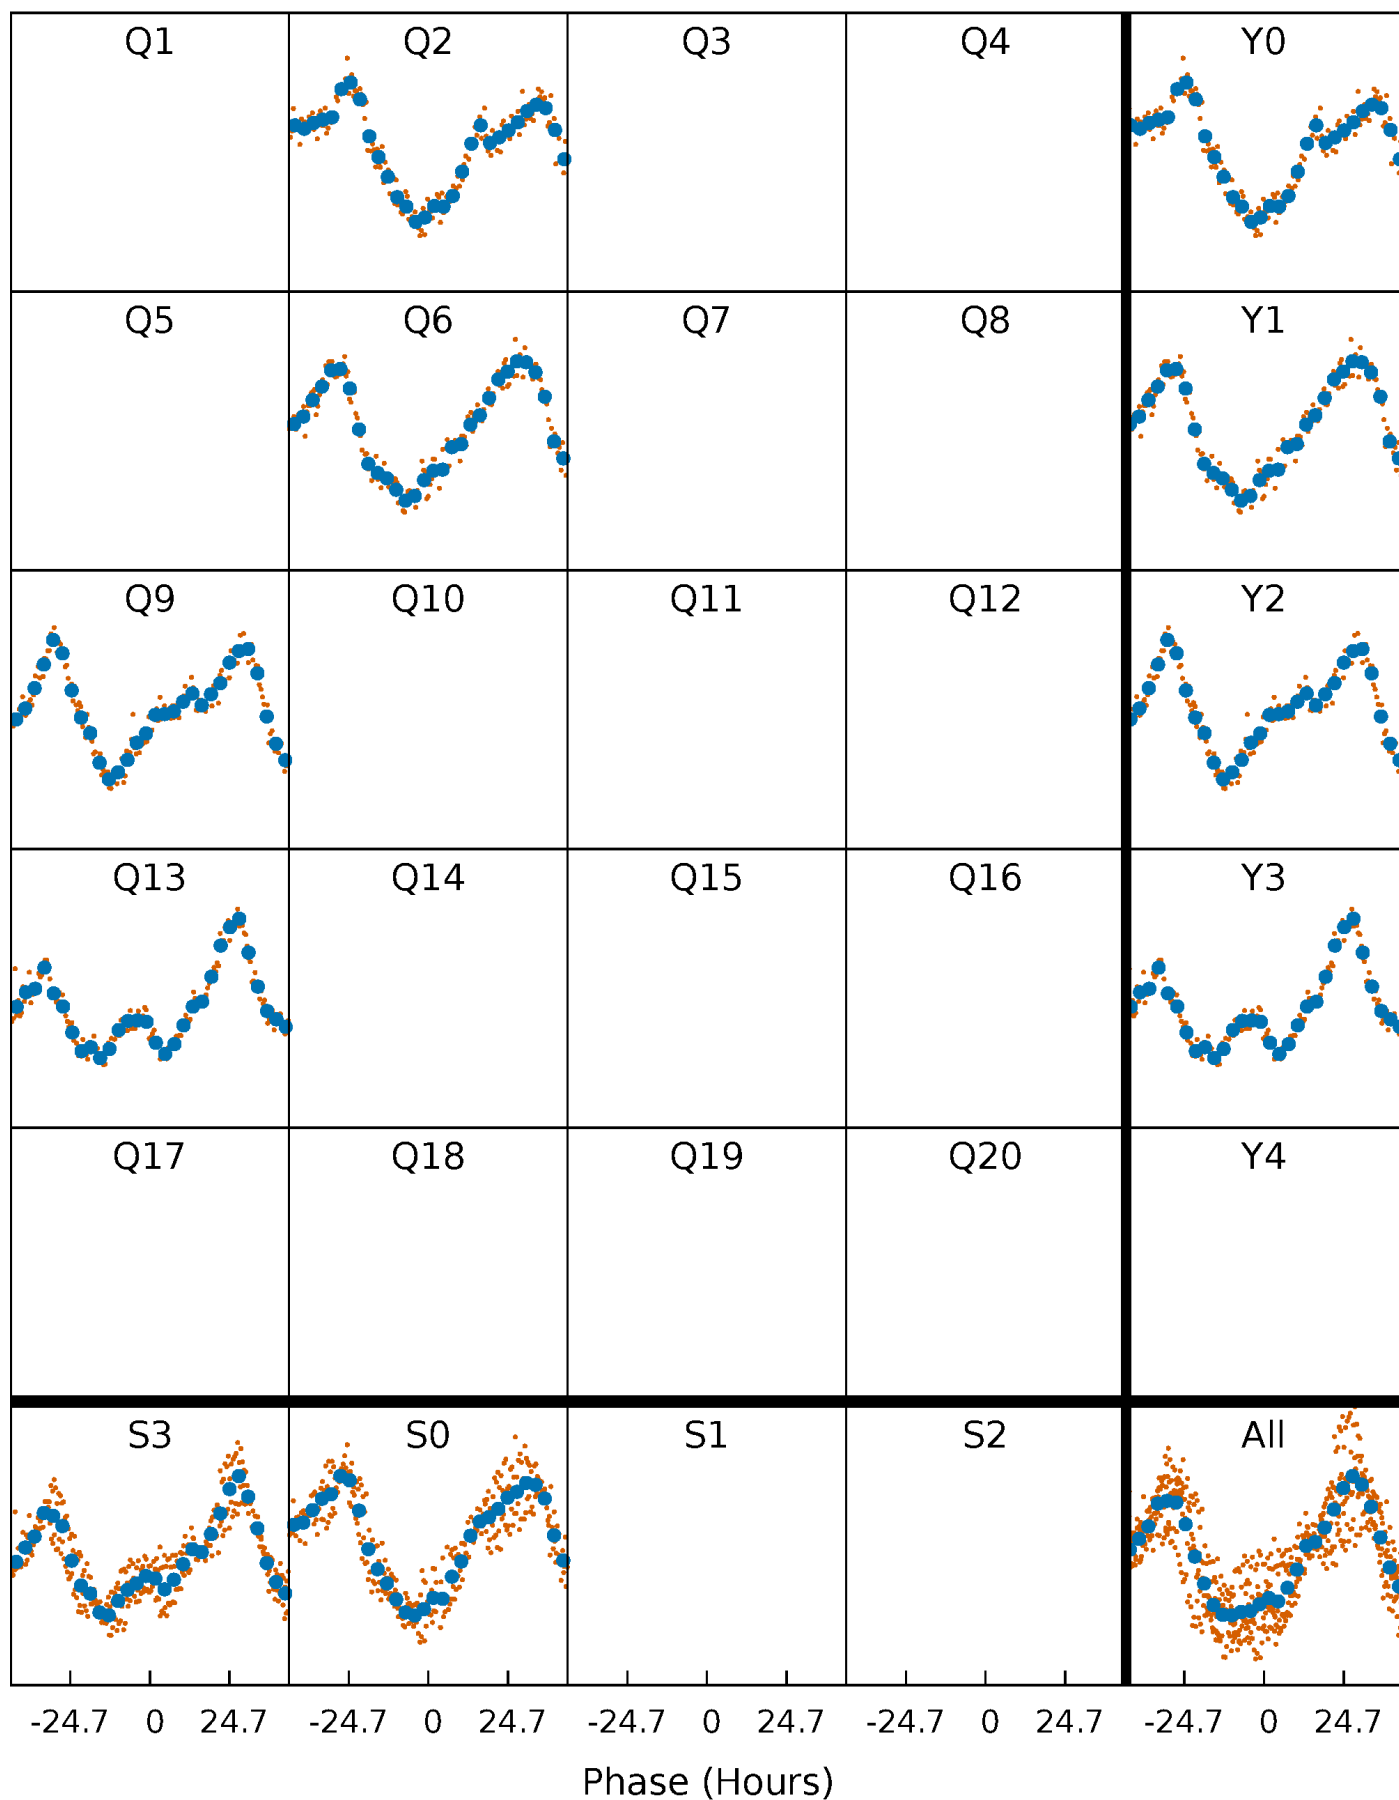 Q1 Q2 Q3 Q4 Y0
Q5 Q6 Q7 Q8 Y1
Q9 Q10 Q11 Q12 Y2
Q13 Q14 Q15 Q16 Y3
Q17 Q18 Q19 Q20 Y4
S3 S0 S1 S2 All
-24.7 0 24.7 -24.7 0 24.7 -24.7 0 24.7 -24.7 0 24.7 -24.7 0 24.7
Phase (Hours)